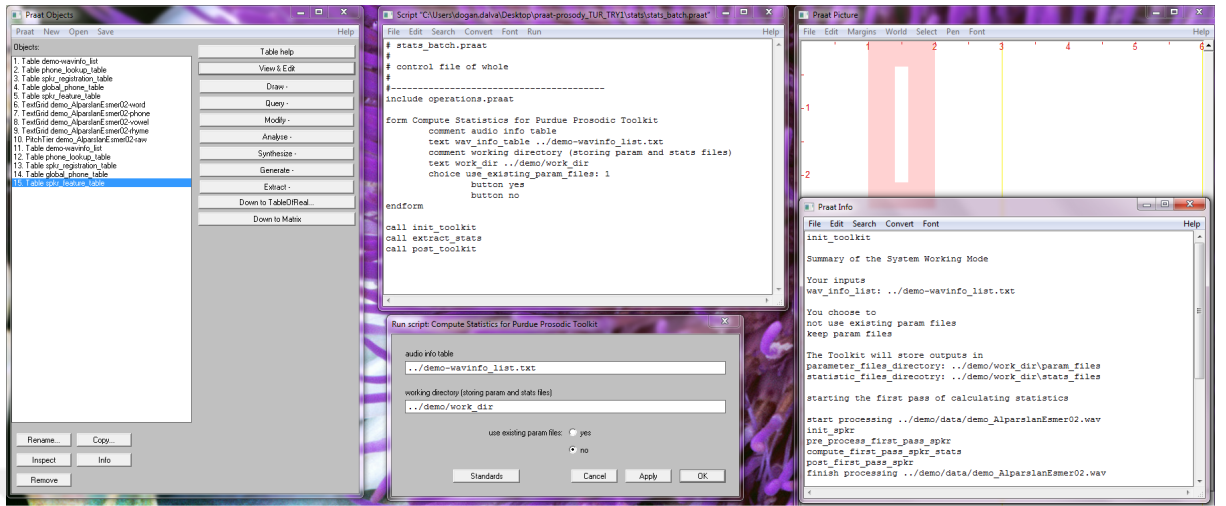 Praat Objects
Praat New Open Save Help
Objects:
1. Table demo-wavinfo_list
2. Table phone_lookup_table
3. Table spkr_registration_table
4. Table global_phone_table
5. Table spkr_feature_table
6. TextGrid demo_AlparslanEsmer02-word
7. TextGrid demo_AlparslanEsmer02-phone
8. TextGrid demo_AlparslanEsmer02-vowel
9. TextGrid demo_AlparslanEsmer02-rhyme
10. PitchTier demo_AlparslanEsmer02-raw
11. Table demo-wavinfo_list
12. Table phone_lookup_table
13. Table spkr_registration_table
14. Table global_phone_table
15. Table spkr_feature_table
Table help
View & Edit
Draw -
Query -
Modify -
Analyse -
Synthesize -
Generate -
Extract -
Down to TableOfReal...
Down to Matrix
Rename... Copy...
Inspect Info
Remove
Script "C:\Users\dogan.dalva\Desktop\praat-prosody_TUR_TRY1\stats\stats_batch.praat"
File Edit Search Convert Font Run Help
# stats_batch.praat
#
# control file of whole
#
#-----------------------------------
include operations.praat
form Compute Statistics for Purdue Prosodic Toolkit
comment audio info table
text wav_info_table ../demo-wavinfo_list.txt
comment working directory (storing param and stats files)
text work_dir ../demo/work_dir
choice use_existing_param_files: 1
button yes
button no
endform
call init_toolkit
call extract_stats
call post_toolkit
Run script: Compute Statistics for Purdue Prosodic Toolkit
audio info table
../demo-wavinfo_list.txt
working directory (storing param and stats files)
../demo/work_dir
use existing param files: yes
no
Standards Cancel Apply OK
Praat Picture
File Edit Margins World Select Pen Font Help
1 2 3 4 5 6
1
2
Praat Info
File Edit Search Convert Font Help
init_toolkit
Summary of the System Working Mode
Your inputs
wav_info_list: ../demo-wavinfo_list.txt
You choose to
not use existing param files
keep param files
The Toolkit will store outputs in
parameter_files_directory: ../demo/work_dir\param_files
statistic_files_direcotry: ../demo/work_dir\stats_files
starting the first pass of calculating statistics
start processing ../demo/data/demo_AlparslanEsmer02.wav
init_spkr
pre_process_first_pass_spkr
compute_first_pass_spkr_stats
post_first_pass_spkr
finish processing ../demo/data/demo_AlparslanEsmer02.wav